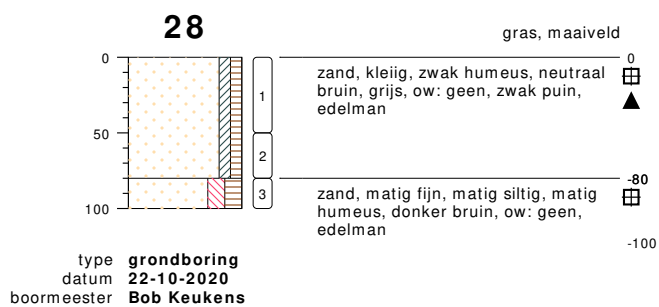 28
gras, maaiveld
0
0
zand, kleiig, zwak humeus, neutraal
bruin, grijs, ow: geen, zwak puin,
edelman
1
50
2
-80
zand, matig fijn, matig siltig, matig
humeus, donker bruin, ow: geen,
edelman
3
100
-100
type grondboring
datum 22-10-2020
boormeester Bob Keukens